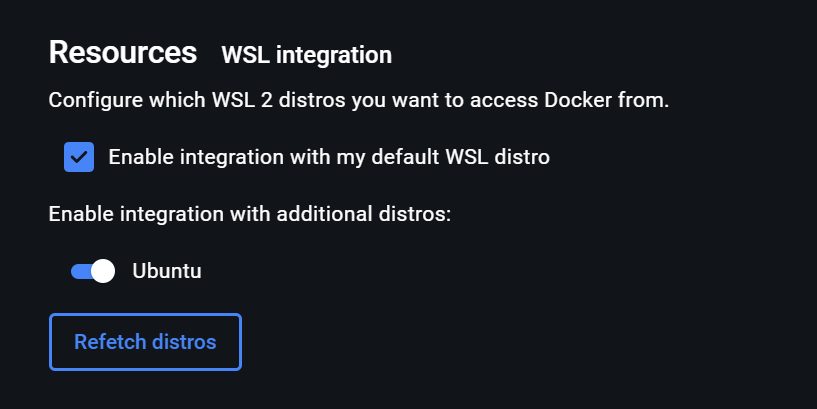 Resources WSL integration
Configure which WSL 2 distros you want to access Docker from.
Enable integration with my default WSL distro
Enable integration with additional distros:
Ubuntu
Refetch distros